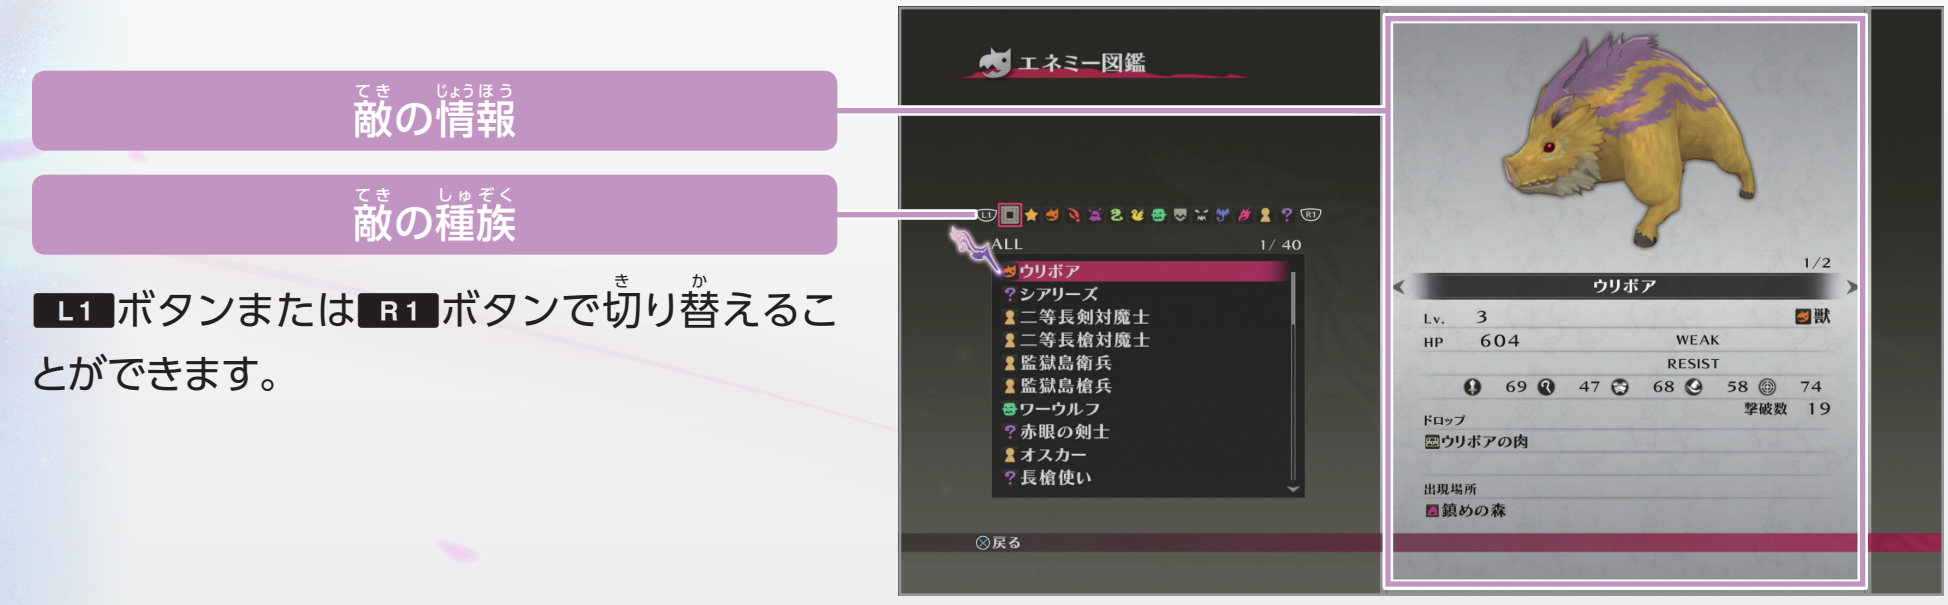 てき じょうほう
敵の情報
てき しゅぞく
敵の種族
き か
L1 ボタンまたは R1 ボタンで切り替えるこ
とができます。
エネミー図鑑
L1 ? R1
ALL 1/ 40
ウリボア
?シアリーズ
二等長剣対魔士
二等長槍対魔士
監獄島衛兵
監獄島槍兵
ワーウルフ
?赤眼の剣士
オスカー
?長槍使い
戻る
1/2
ウリボア
Lv. 3 獣
HP 604 WEAK
RESIST
69 47 68 58 74
撃破数 19
ドロップ
ウリボアの肉
出現場所
鎮めの森